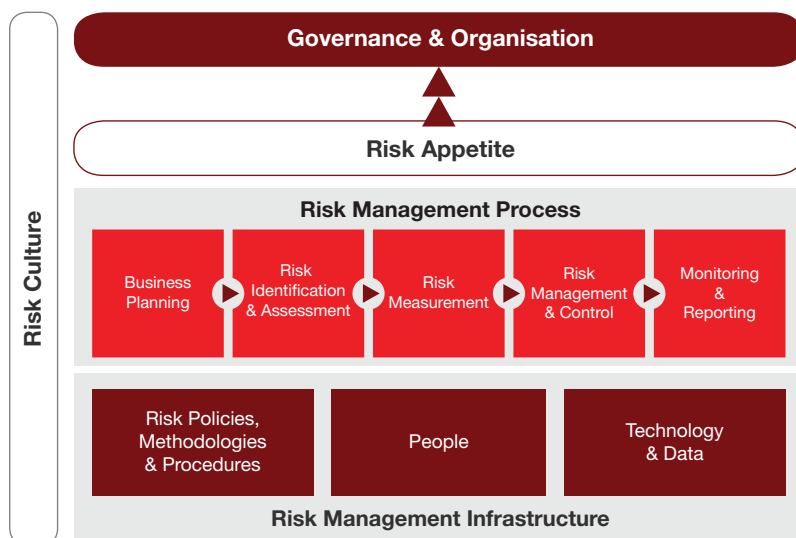 Risk Culture
Governance & Organisation
Risk Appetite
Risk Management Process
Business
Planning
Risk
Identification
& Assessment
Risk
Measurement
Risk
Management
& Control
Monitoring
&
Reporting
Risk Policies,
Methodologies
& Procedures
People
Technology
& Data
Risk Management Infrastructure